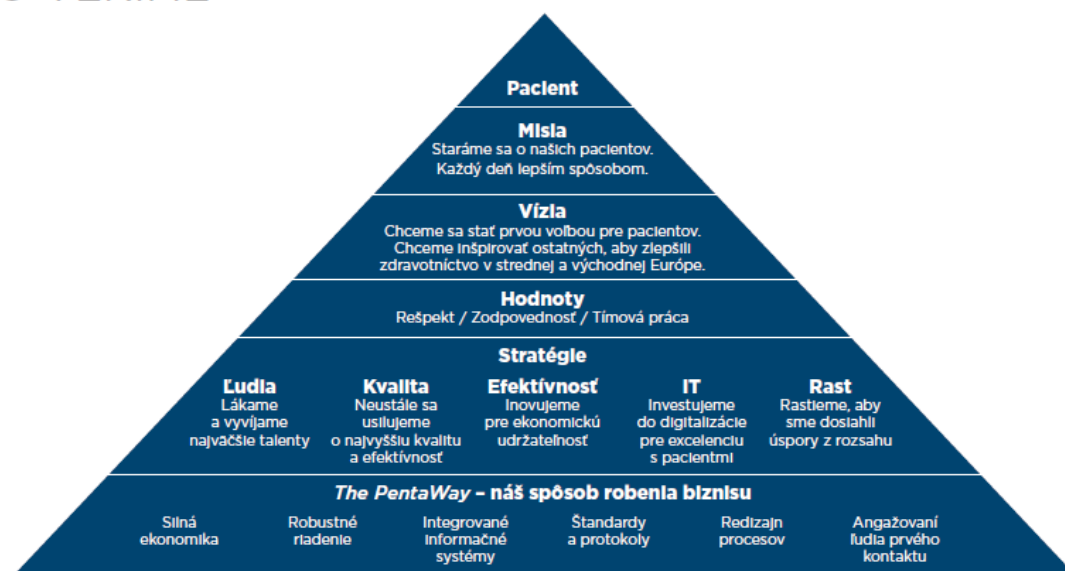 Pacient
Misia
Staráme sa o našich pacientov.
Každý deň lepším spôsobom.
Vízia
Chceme sa stať prvou voľbou pre pacientov.
Chceme inšpirovať ostatných, aby zlepšili
zdravotníctvo v strednej a východnej Európe.
Hodnoty
Rešpekt / Zodpovednosť / Tímová práca
Stratégie
Ľudia
Lákame
a vyvíjame
najväčšie talenty
Kvalita
Neustále sa
usilujeme
o najvyššiu kvalitu
a efektívnosť
Efektívnosť
Inovujeme
pre ekonomickú
udržateľnosť
IT
Investujeme
do digitalizácie
pre excelenciu
s pacientmi
Rast
Rastieme, aby
sme dosiahli
úspory z rozsahu
The PentaWay – náš spôsob robenia biznisu
Silná
ekonomika
Robustné
riadenie
Integrované
informačné
systémy
Štandardy
a protokoly
Redizajn
procesov
Angažovaní
ľudia prvého
kontaktu